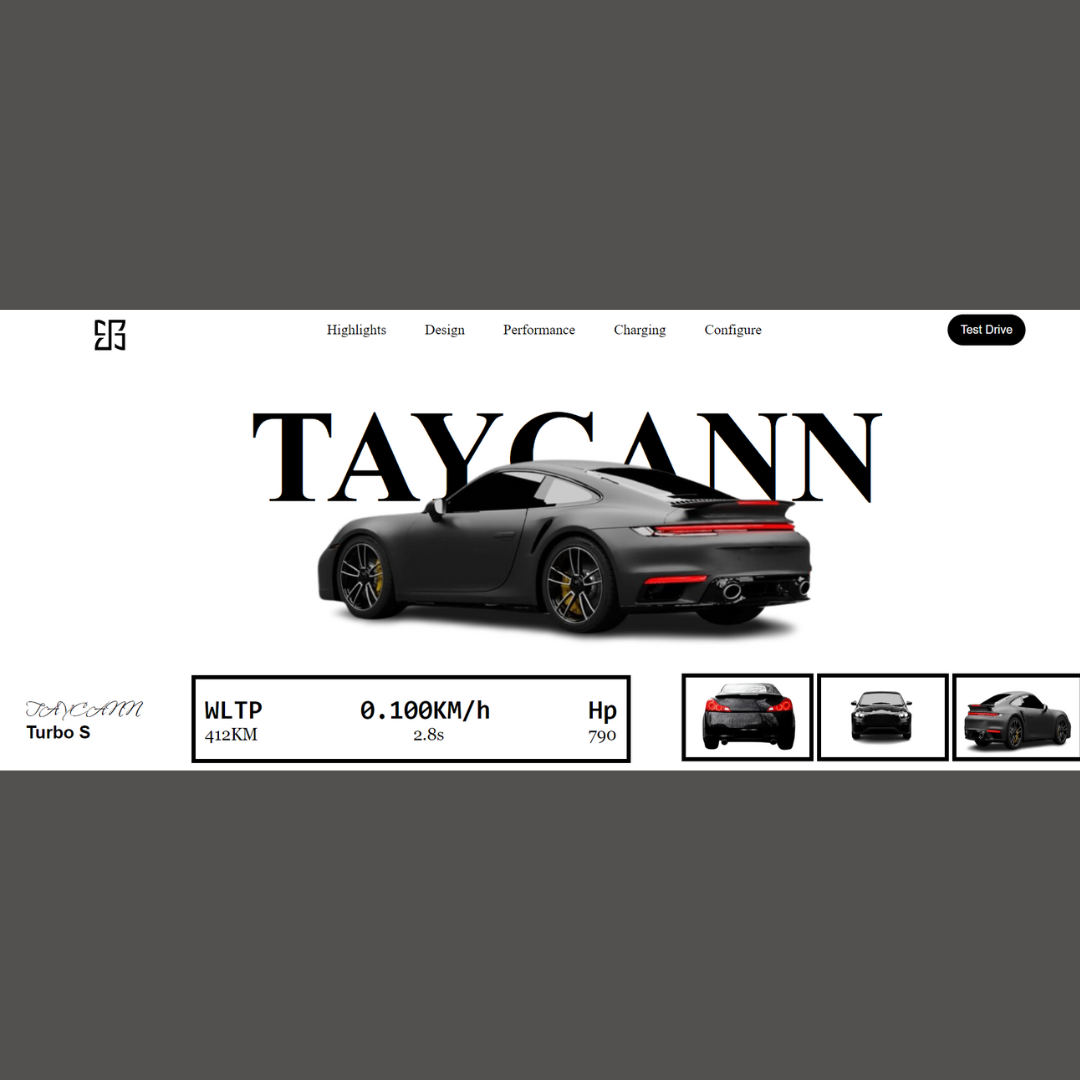 Highlights Design Performance Charging Configure Test Drive
TAYCANN
TAYCANN
Turbo S
WLTP 0.100KM/h Hp
412KM 2.8s 790